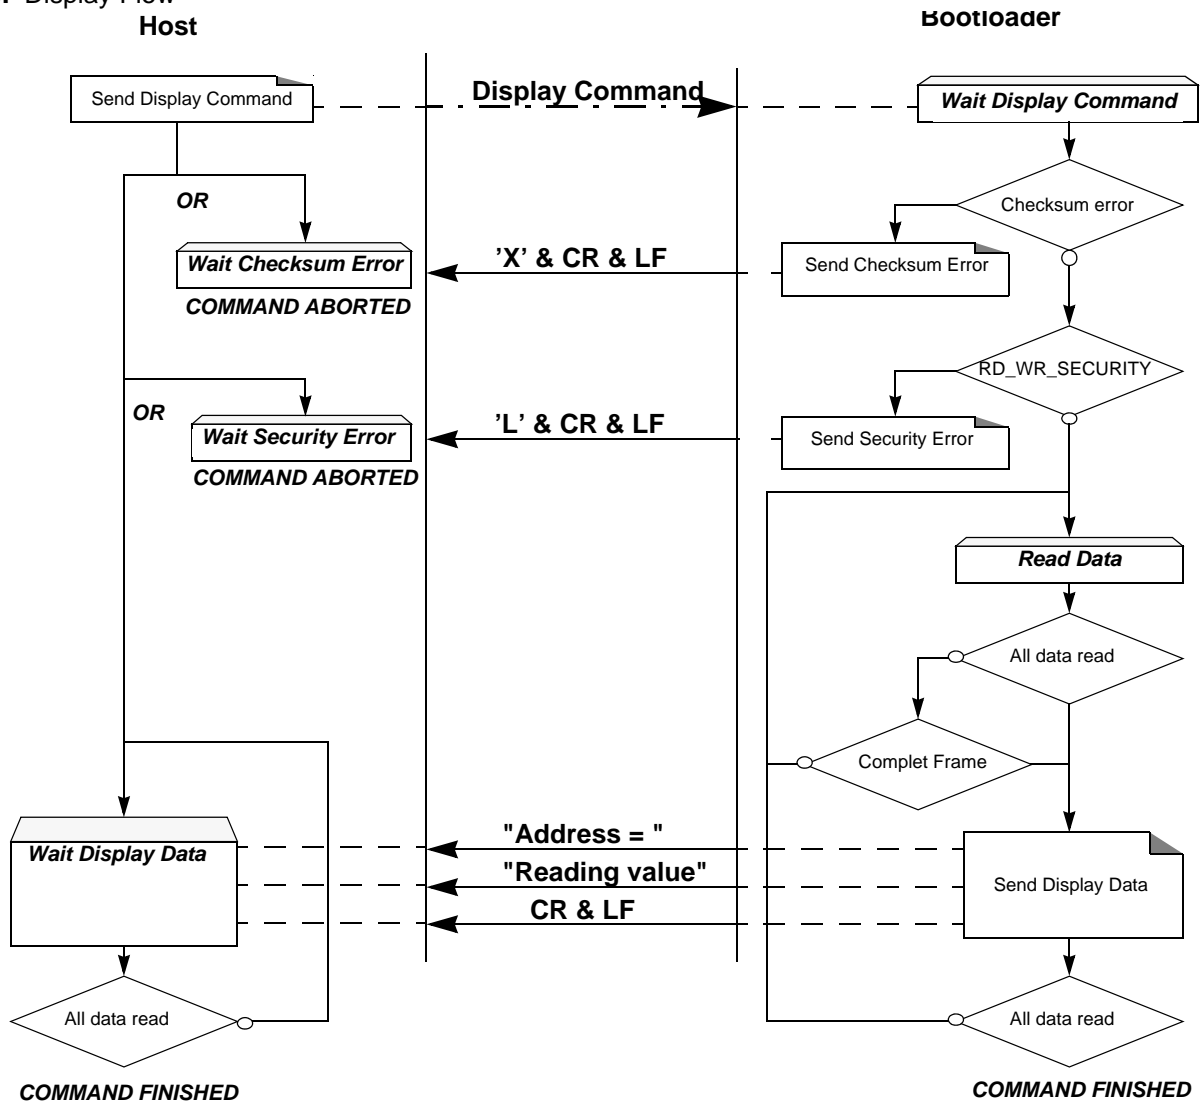 Display Flow
Host
Bootloader
Send Display Command
Display Command
Wait Display Command
OR
Checksum error
Wait Checksum Error
'X' & CR & LF
Send Checksum Error
COMMAND ABORTED
RD_WR_SECURITY
OR
Wait Security Error
'L' & CR & LF
Send Security Error
COMMAND ABORTED
Read Data
All data read
Complet Frame
"Address = "
Wait Display Data
"Reading value"
Send Display Data
CR & LF
All data read
All data read
COMMAND FINISHED
COMMAND FINISHED